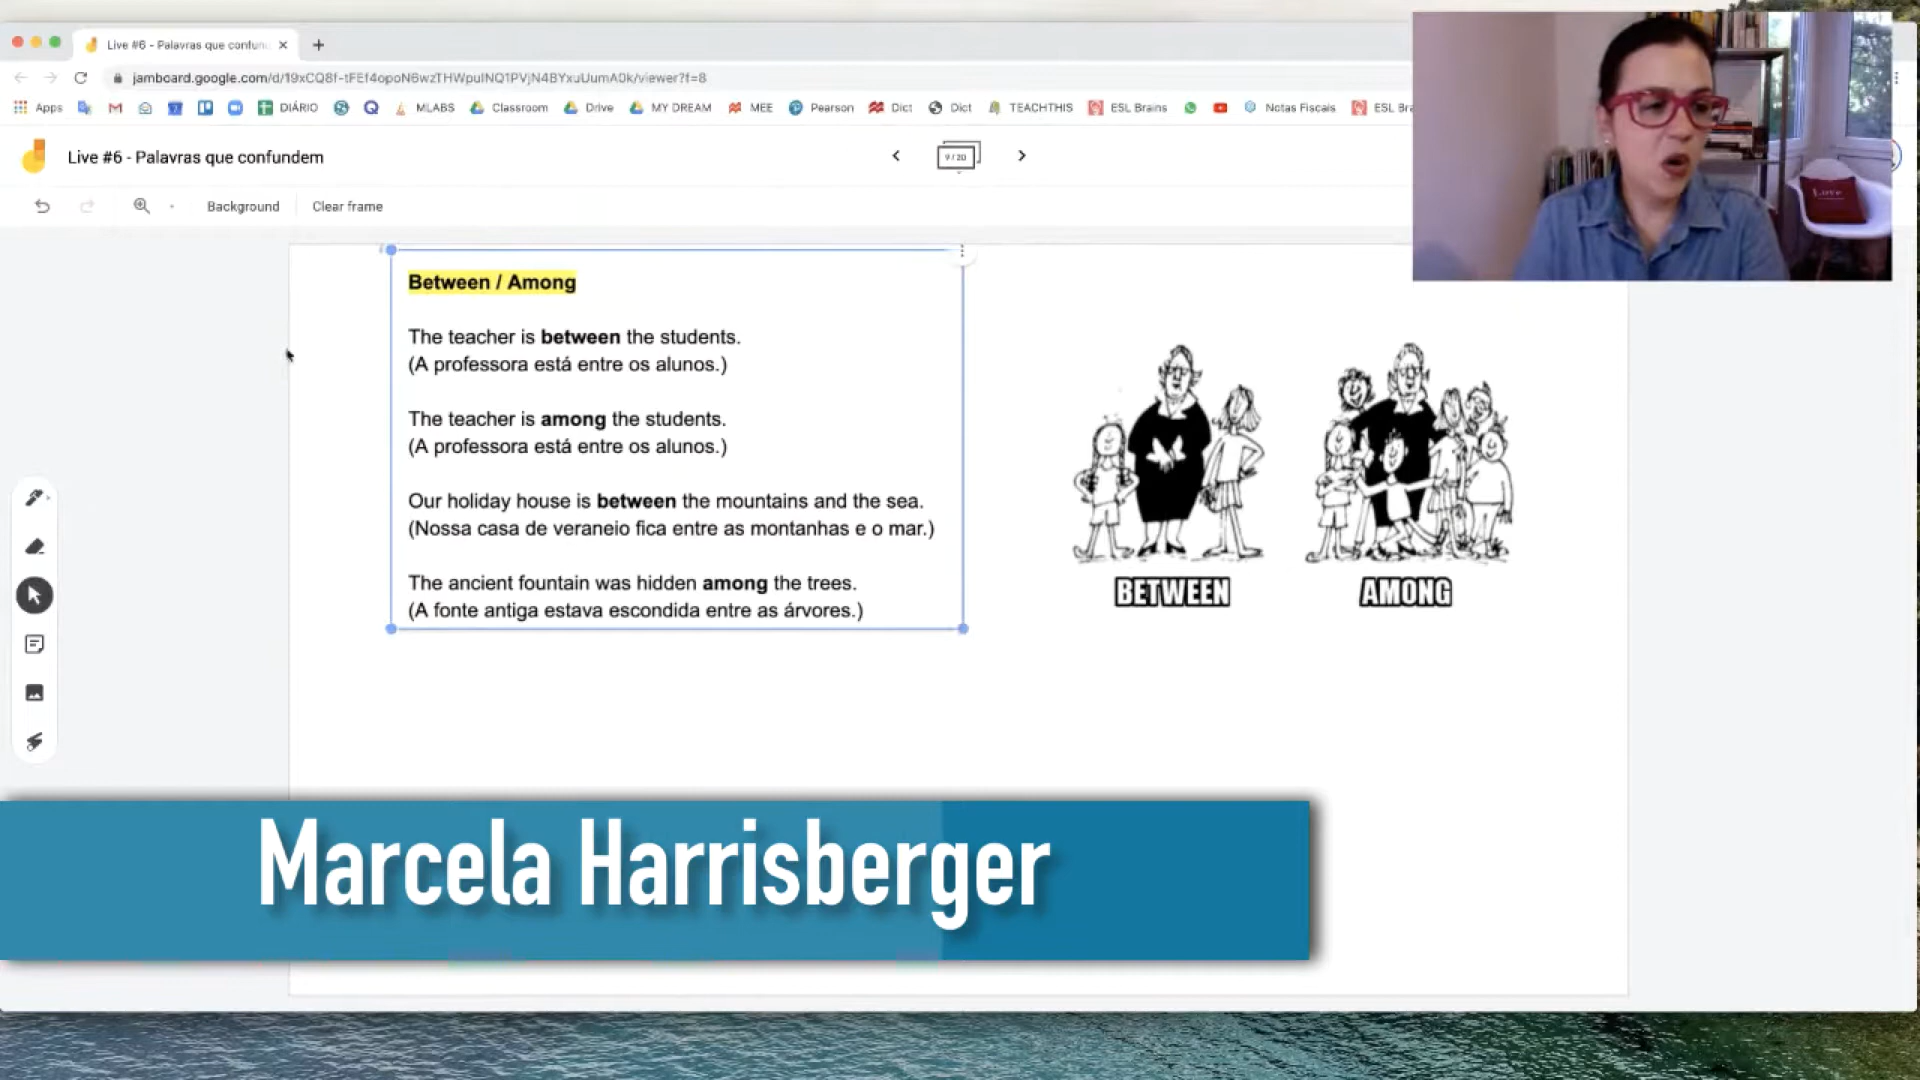 Live #6 - Palavras que confun
jamboard.google.com/d/19xCQ8f-tFEf4opoN6wzTHWpuINQ1PVjN4BYxuUumA0k/viewer?f=8
Apps DIÁRIO MLABS Classroom Drive MY DREAM MEE Pearson Dict Dict TEACHTHIS ESL Brains Notas Fiscais ESL Bra
Live #6 - Palavras que confundem
9 / 20
Background Clear frame
Love
Between / Among
The teacher is between the students.
(A professora está entre os alunos.)
The teacher is among the students.
(A professora está entre os alunos.)
Our holiday house is between the mountains and the sea.
(Nossa casa de veraneio fica entre as montanhas e o mar.)
The ancient fountain was hidden among the trees.
(A fonte antiga estava escondida entre as árvores.)
BETWEEN AMONG
Marcela Harrisberger